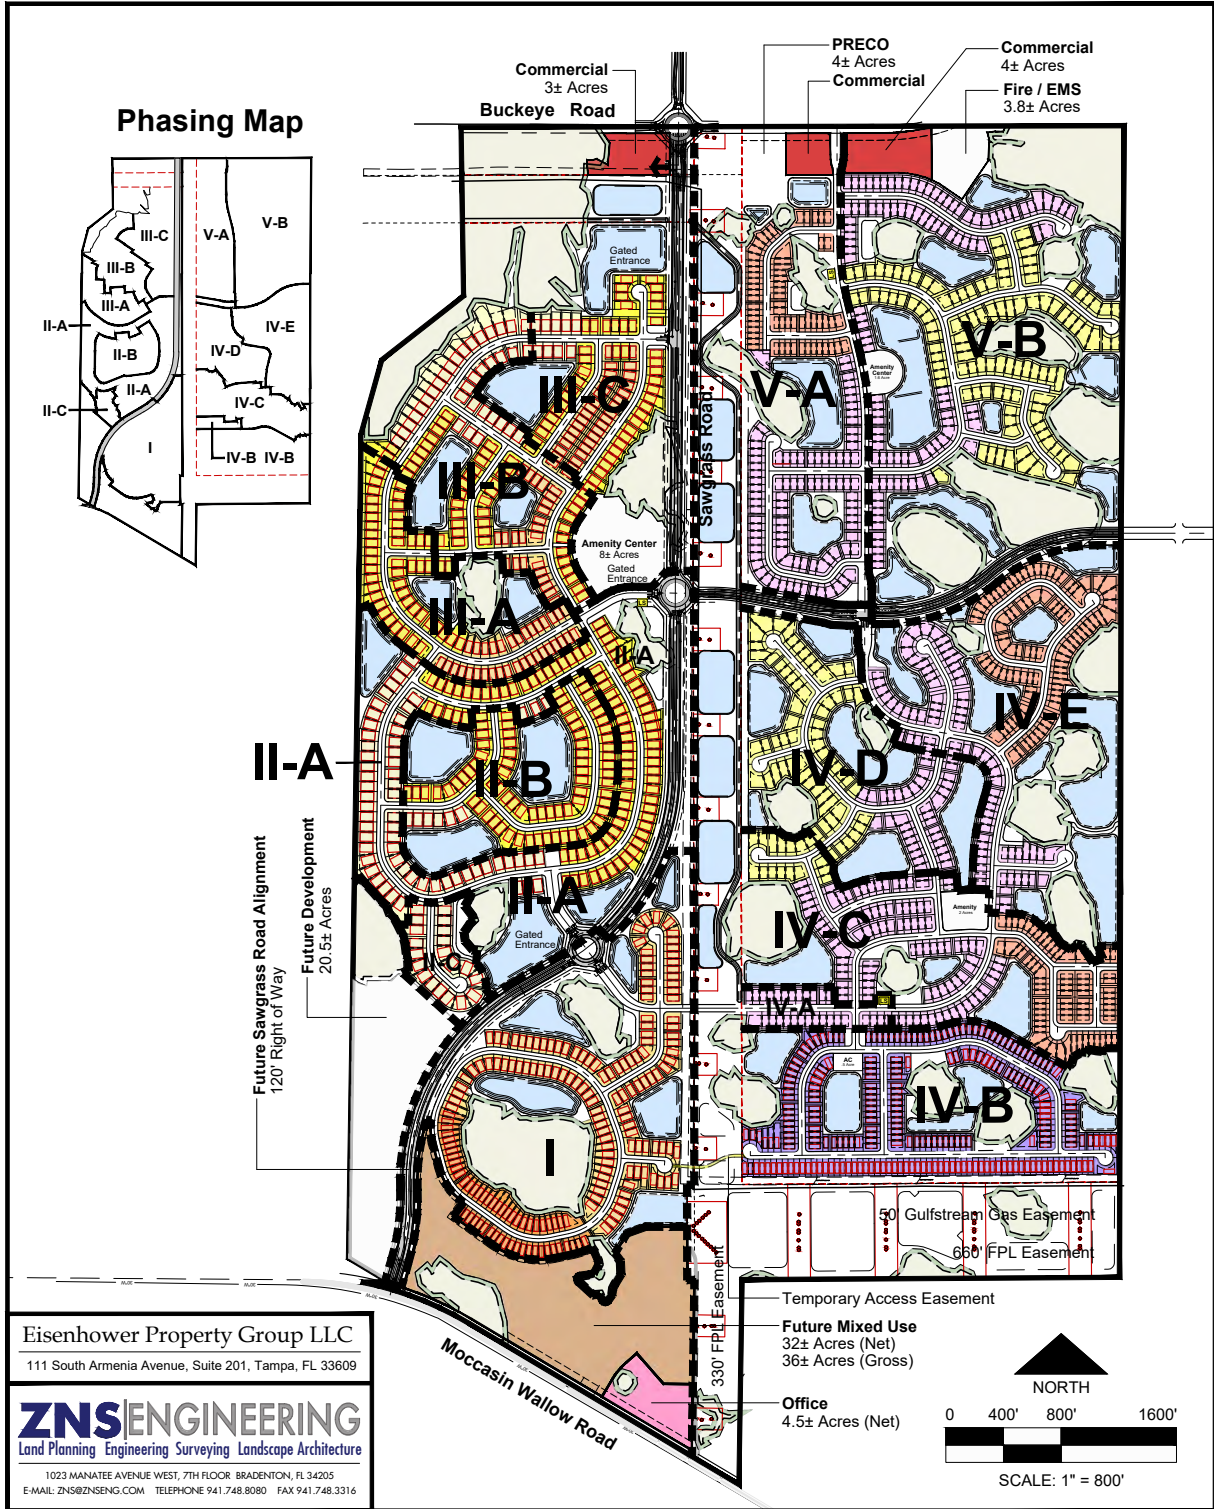 PRECO
4± Acres
Commercial
Commercial
4± Acres
Commercial
3± Acres
Fire / EMS
3.8± Acres
Buckeye Road
Phasing Map
III-C
V-A
V-B
III-B
III-A
II-A
IV-E
II-B
IV-D
II-A
II-C
IV-C
I
IV-B
IV-B
Gated
Entrance
V-B
Amenity
Center
III-C
V-A
Sawgrass Road
III-B
Amenity Center
8± Acres
Gated
Entrance
III-A
LS
II-A
IV-E
II-A
II-B
IV-D
Future Sawgrass Road Alignment
120' Right of Way
Future Development
20.5± Acres
II-A
Gated
Entrance
Amenity
2 Acres
IV-C
II-C
IV-A
AC
IV-B
I
50' Gulfstream Gas Easement
660' FPL Easement
330' FPL Easement
Temporary Access Easement
Future Mixed Use
32± Acres (Net)
36± Acres (Gross)
Office
4.5± Acres (Net)
Moccasin Wallow Road
NORTH
0 400' 800' 1600'
SCALE: 1" = 800'
Eisenhower Property Group LLC
111 South Armenia Avenue, Suite 201, Tampa, FL 33609
ZNS ENGINEERING
Land Planning Engineering Surveying Landscape Architecture
1023 MANATEE AVENUE WEST, 7TH FLOOR BRADENTON, FL 34205
E-MAIL: ZNS@ZNSENG.COM TELEPHONE 941.748.8080 FAX 941.748.3316